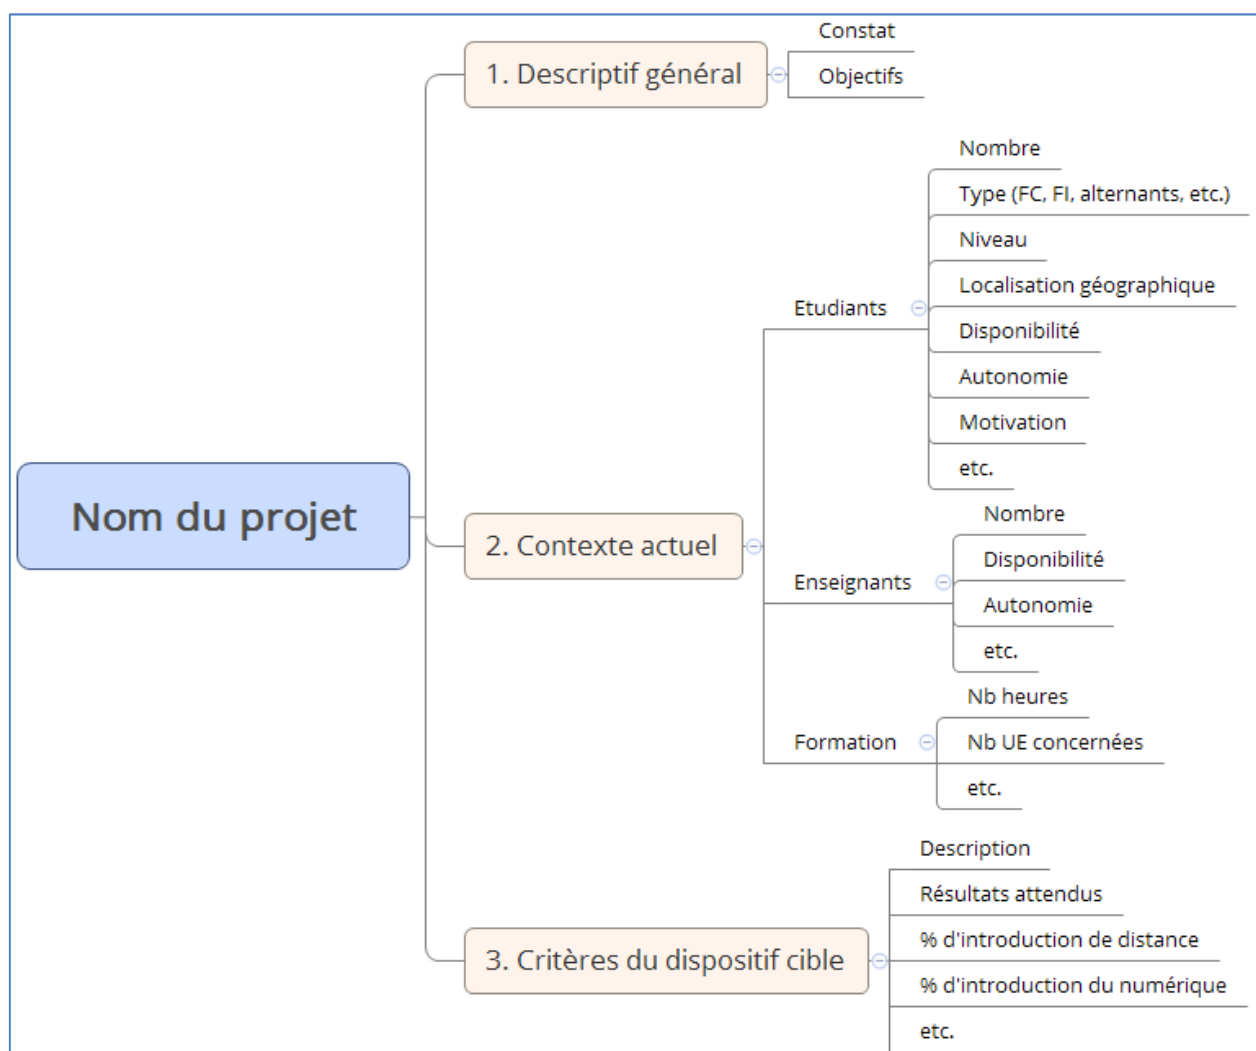 Nom du projet
1. Descriptif général
Constat
Objectifs
2. Contexte actuel
Etudiants
Nombre
Type (FC, FI, alternants, etc.)
Niveau
Localisation géographique
Disponibilité
Autonomie
Motivation
etc.
Enseignants
Nombre
Disponibilité
Autonomie
etc.
Formation
Nb heures
Nb UE concernées
etc.
3. Critères du dispositif cible
Description
Résultats attendus
% d'introduction de distance
% d'introduction du numérique
etc.